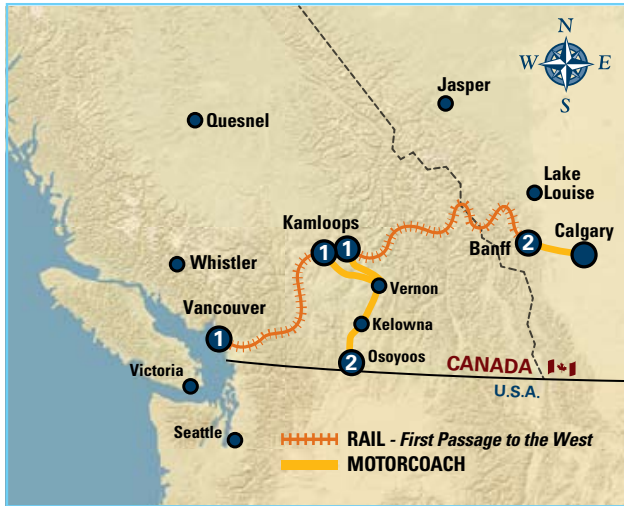 N
W E
S
Jasper
Quesnel
Lake
Louise
Kamloops
1 1
Banff
2
Calgary
Whistler
Vernon
Vancouver
1
Kelowna
2
Osoyoos
Victoria
CANADA
U.S.A.
Seattle
RAIL - First Passage to the West
MOTORCOACH